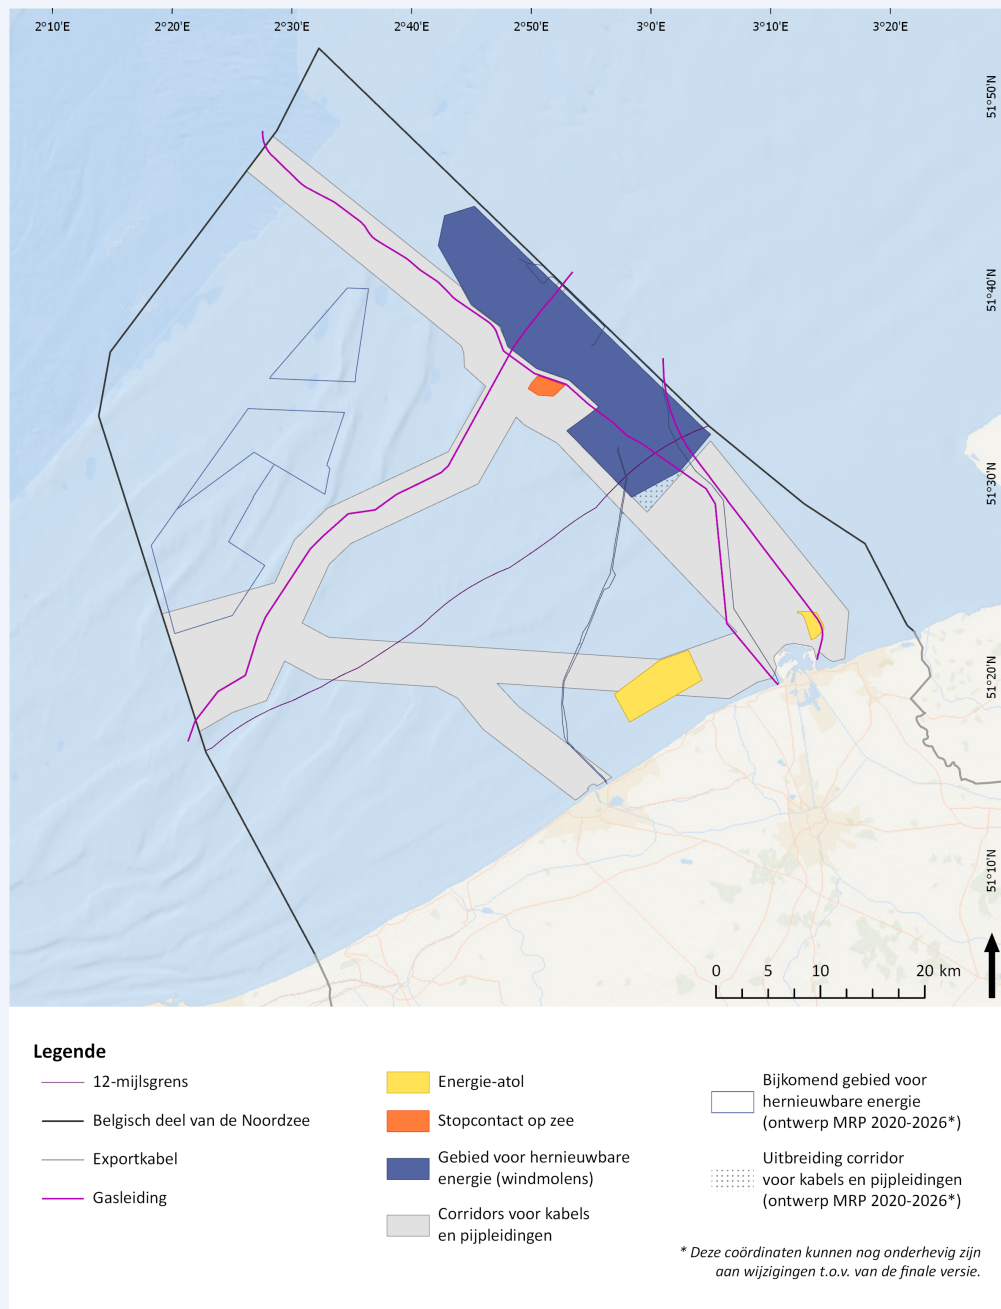 2°10'E 2°20'E 2°30'E 2°40'E 2°50'E 3°0'E 3°10'E 3°20'E
51°50'N
51°40'N
51°30'N
51°20'N
51°10'N
0 5 10 20 km
Legende
12-mijlsgrens
Belgisch deel van de Noordzee
Exportkabel
Gasleiding
Energie-atol
Stopcontact op zee
Gebied voor hernieuwbare
energie (windmolens)
Corridors voor kabels
en pijpleidingen
Bijkomend gebied voor
hernieuwbare energie
(ontwerp MRP 2020-2026*)
Uitbreiding corridor
voor kabels en pijpleidingen
(ontwerp MRP 2020-2026*)
* Deze coördinaten kunnen nog onderhevig zijn
aan wijzigingen t.o.v. van de finale versie.